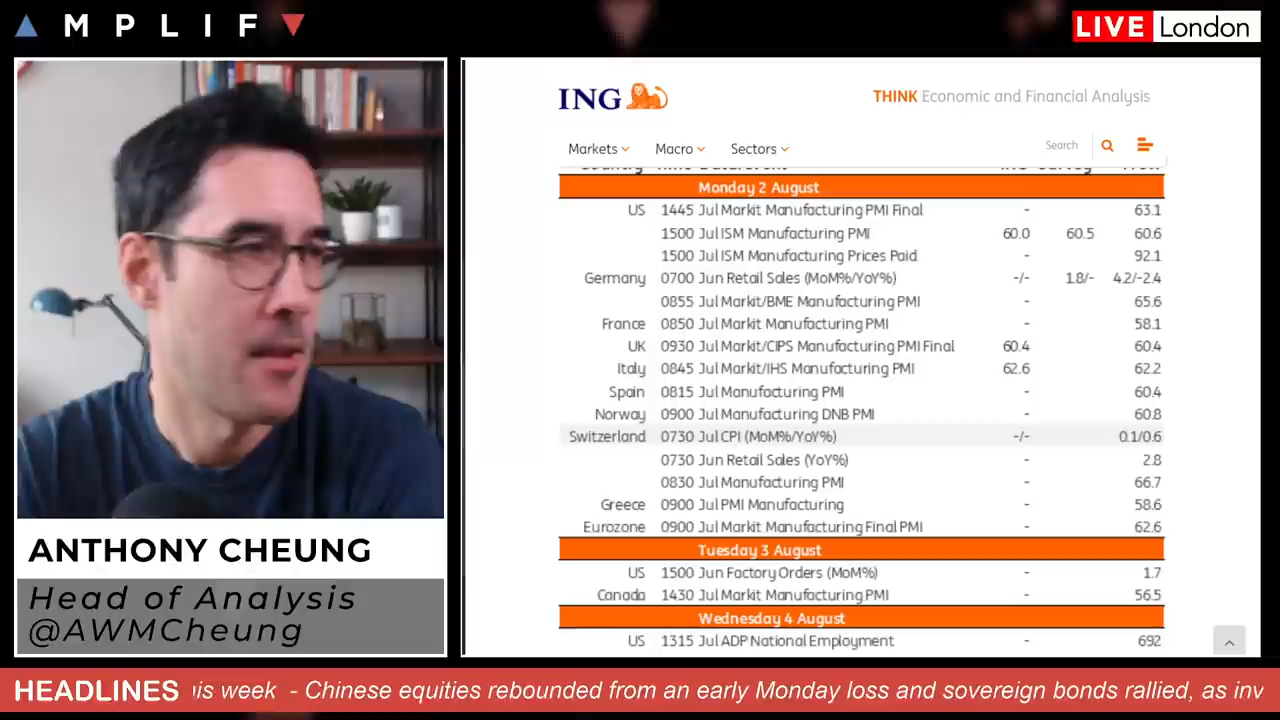 MPLIF
LIVE London
ING
THINK Economic and Financial Analysis
Markets Macro Sectors Search
Monday 2 August
US 1445 Jul Markit Manufacturing PMI Final - 63.1
1500 Jul ISM Manufacturing PMI 60.0 60.5 60.6
1500 Jul ISM Manufacturing Prices Paid - 92.1
Germany 0700 Jun Retail Sales (MoM%/YoY%) -/- 1.8/- 4.2/-2.4
0855 Jul Markit/BME Manufacturing PMI - 65.6
France 0850 Jul Markit Manufacturing PMI - 58.1
UK 0930 Jul Markit/CIPS Manufacturing PMI Final 60.4 60.4
Italy 0845 Jul Markit/IHS Manufacturing PMI 62.6 62.2
Spain 0815 Jul Manufacturing PMI - 60.4
Norway 0900 Jul Manufacturing DNB PMI - 60.8
Switzerland 0730 Jul CPI (MoM%/YoY%) -/- 0.1/0.6
0730 Jun Retail Sales (YoY%) - 2.8
0830 Jul Manufacturing PMI - 66.7
Greece 0900 Jul PMI Manufacturing - 58.6
Eurozone 0900 Jul Markit Manufacturing Final PMI - 62.6
Tuesday 3 August
US 1500 Jun Factory Orders (MoM%) - 1.7
Canada 1430 Jul Markit Manufacturing PMI - 56.5
Wednesday 4 August
US 1315 Jul ADP National Employment - 692
ANTHONY CHEUNG
Head of Analysis
@AWMCheung
HEADLINES is week - Chinese equities rebounded from an early Monday loss and sovereign bonds rallied, as inv